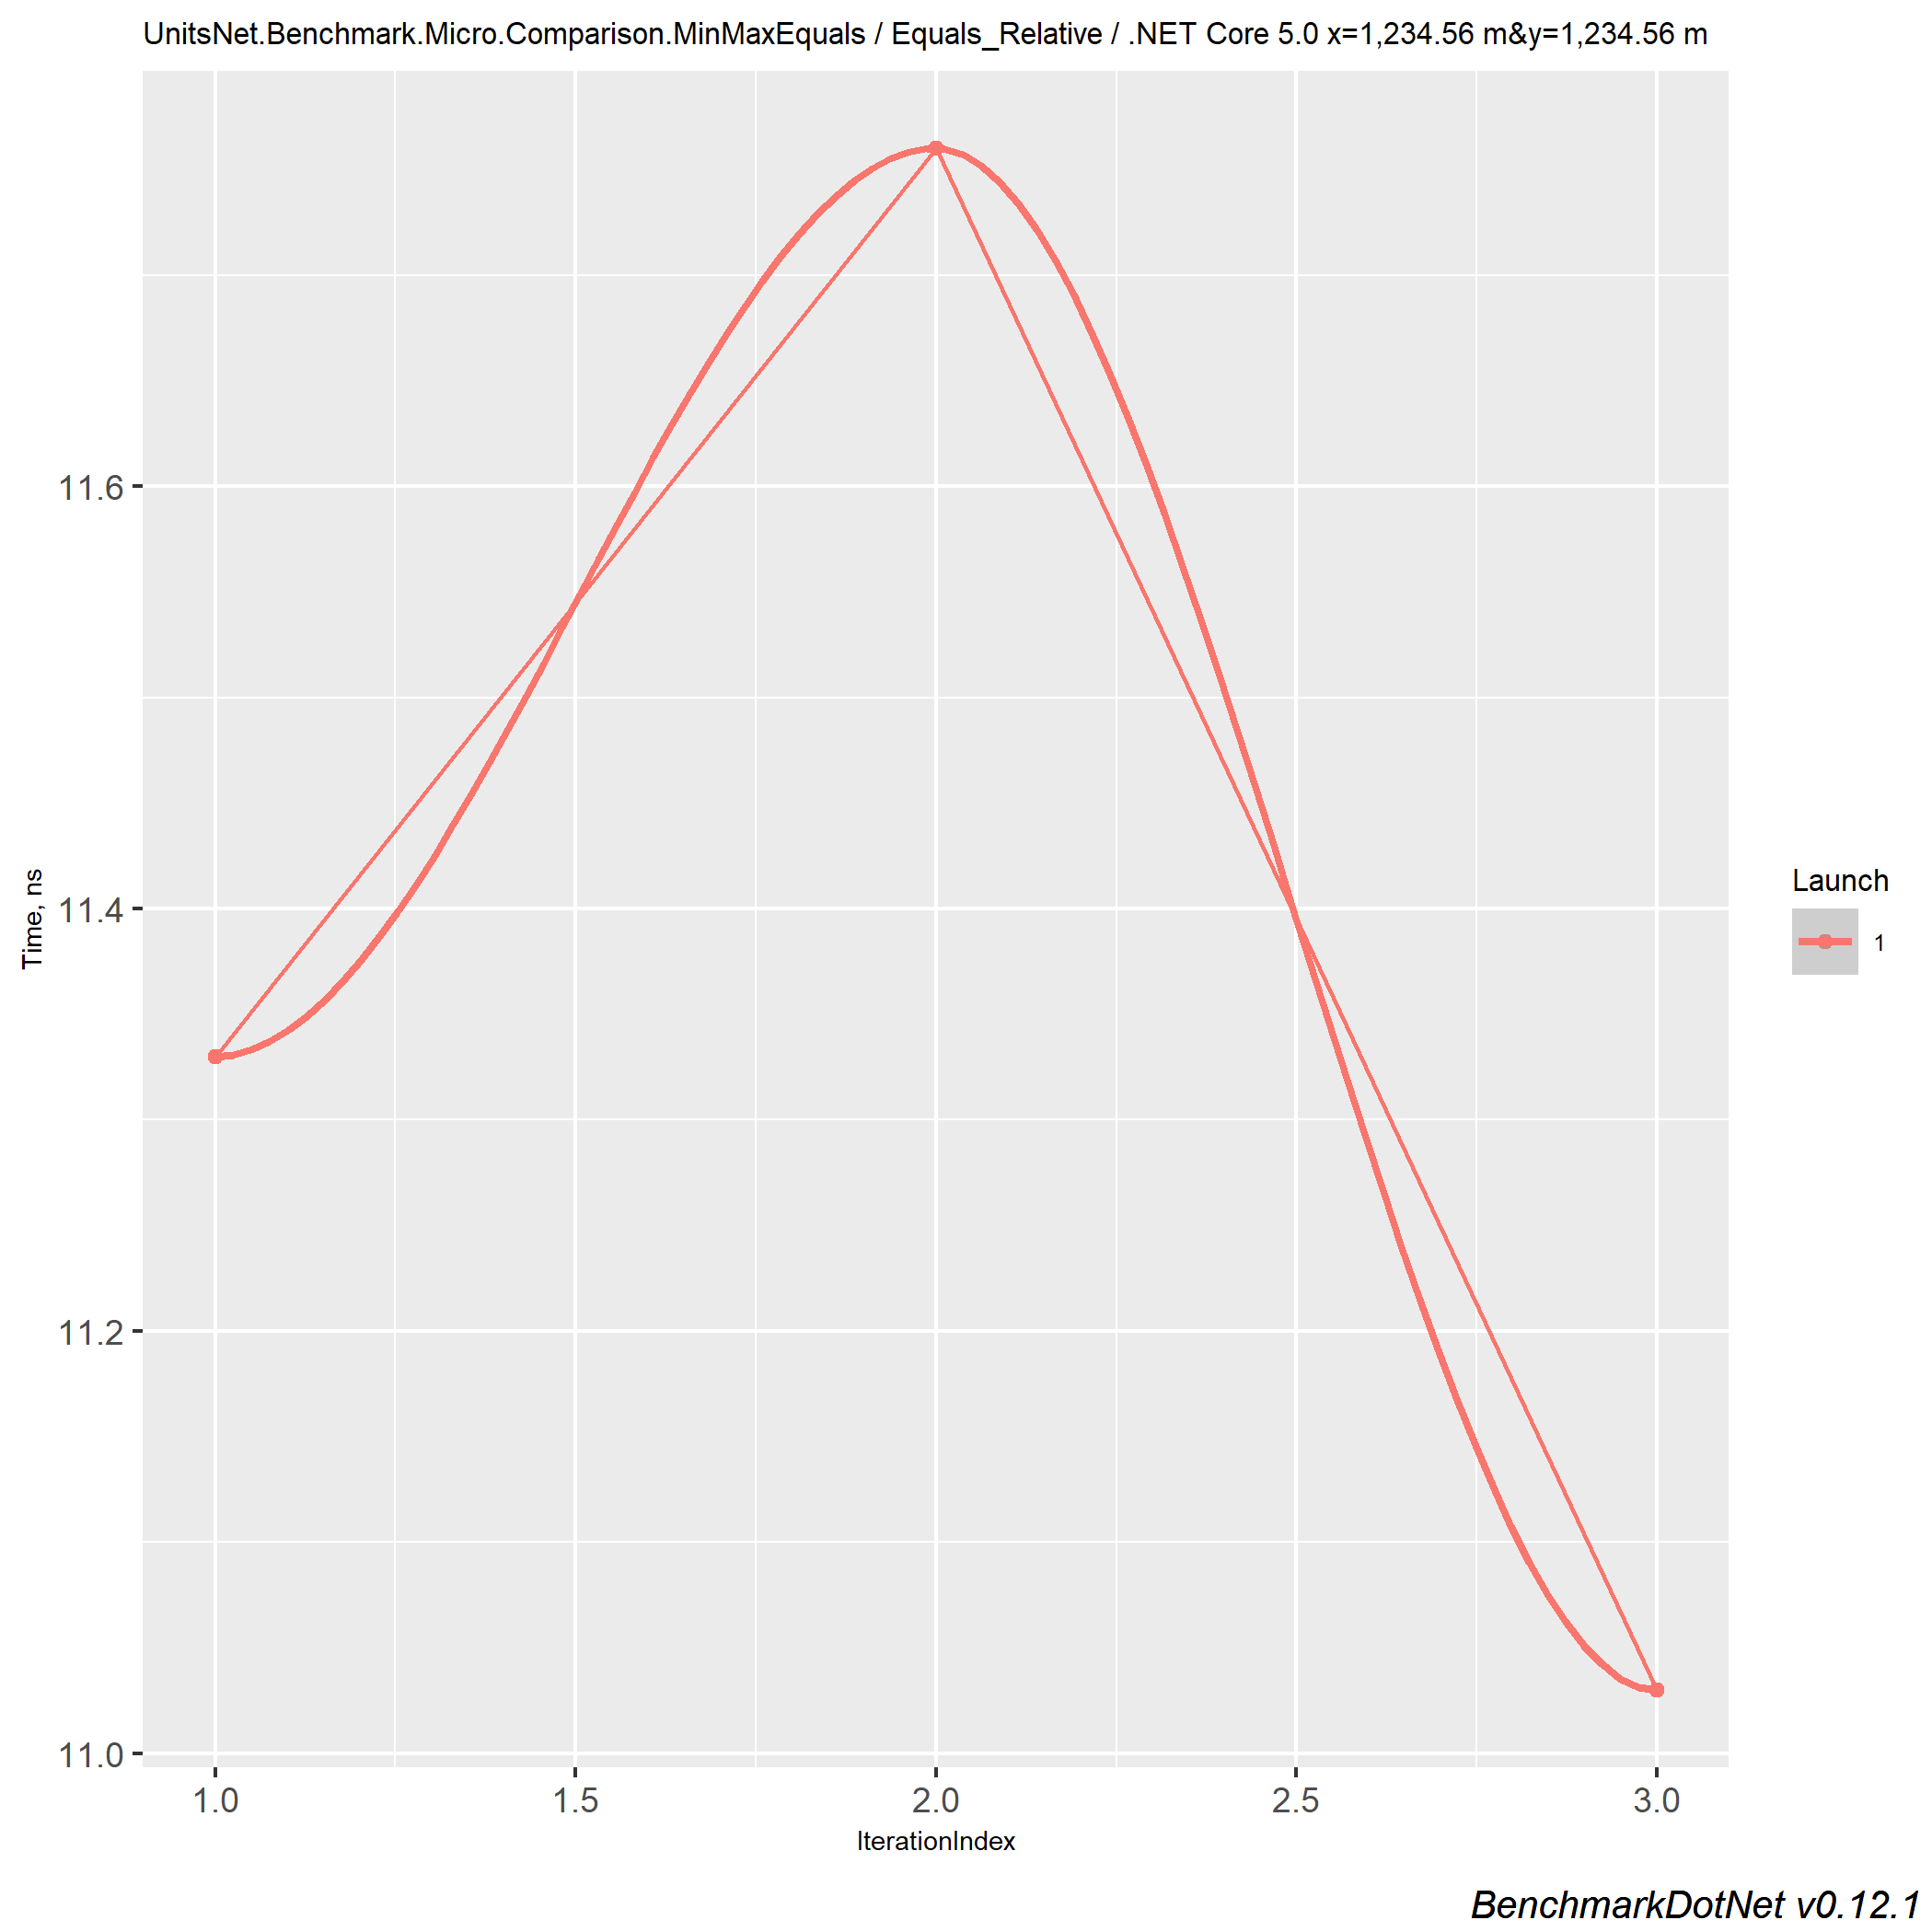 UnitsNet.Benchmark.Micro.Comparison.MinMaxEquals / Equals_Relative / .NET Core 5.0 x=1,234.56 m&y=1,234.56 m
Time, ns
11.6
11.4
11.2
11.0
1.0 1.5 2.0 2.5 3.0
IterationIndex
Launch
1
BenchmarkDotNet v0.12.1